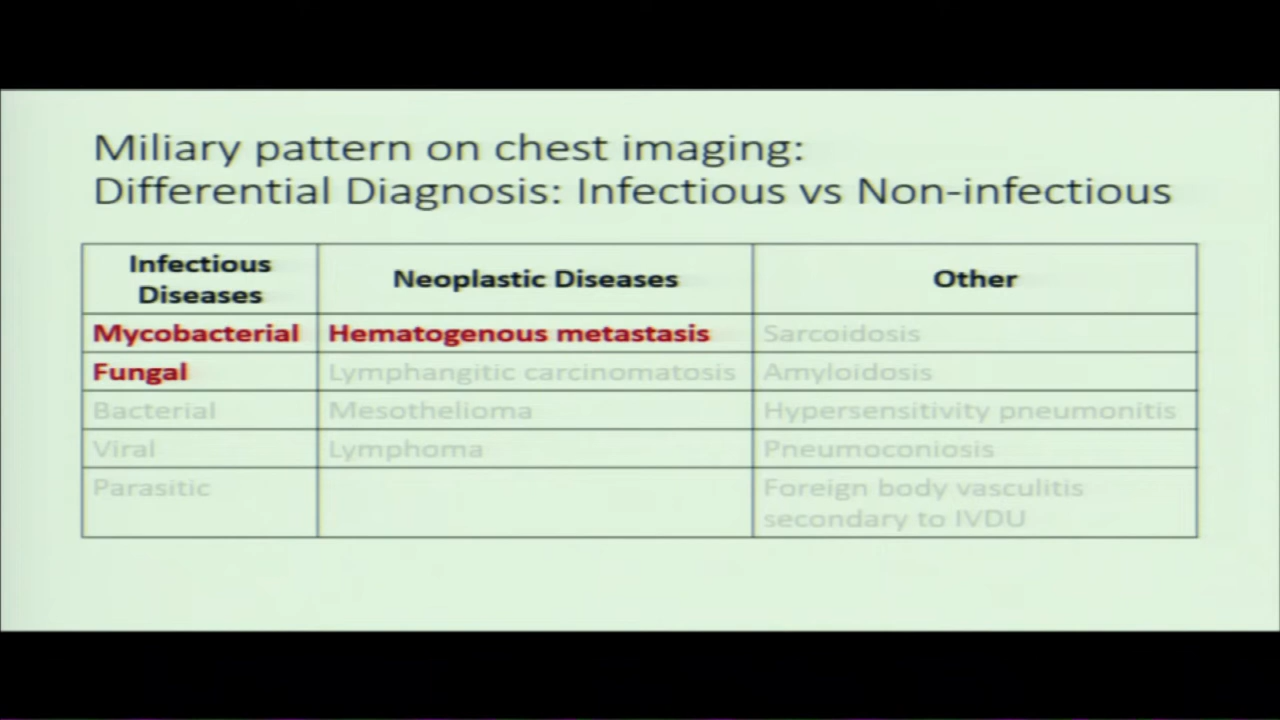 Miliary pattern on chest imaging:
Differential Diagnosis: Infectious vs Non-infectious
Infectious Diseases Neoplastic Diseases Other
Mycobacterial Hematogenous metastasis Sarcoidosis
Fungal Lymphangitic carcinomatosis Amyloidosis
Bacterial Mesothelioma Hypersensitivity pneumonitis
Viral Lymphoma Pneumoconiosis
Parasitic Foreign body vasculitis
secondary to IVDU